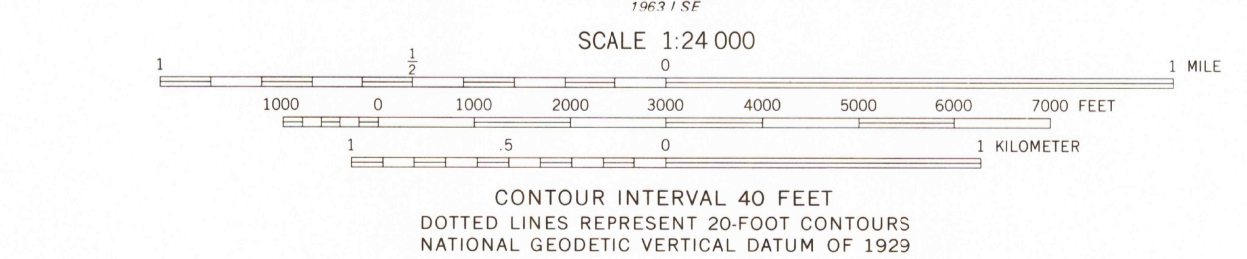 1963 I SE
SCALE 1:24 000
1 1/2 0 1 MILE
1000 0 1000 2000 3000 4000 5000 6000 7000 FEET
1 .5 0 1 KILOMETER
CONTOUR INTERVAL 40 FEET
DOTTED LINES REPRESENT 20-FOOT CONTOURS
NATIONAL GEODETIC VERTICAL DATUM OF 1929